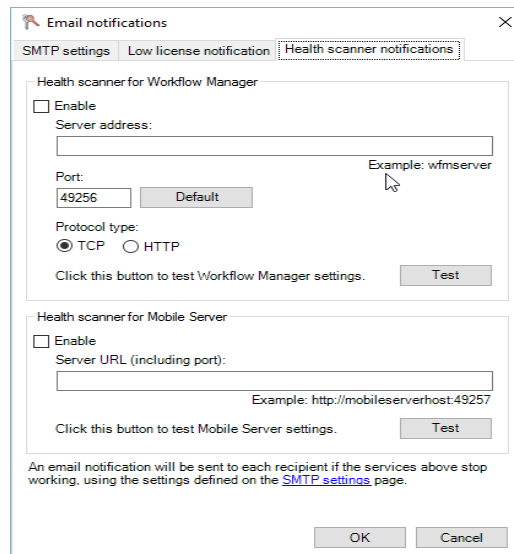 Email notifications
SMTP settings Low license notification Health scanner notifications
Health scanner for Workflow Manager
Enable
Server address:
Example: wfmserver
Port:
49256 Default
Protocol type:
TCP HTTP
Click this button to test Workflow Manager settings. Test
Health scanner for Mobile Server
Enable
Server URL (including port):
Example: http://mobileserverhost:49257
Click this button to test Mobile Server settings. Test
An email notification will be sent to each recipient if the services above stop
working, using the settings defined on the SMTP settings page.
OK Cancel